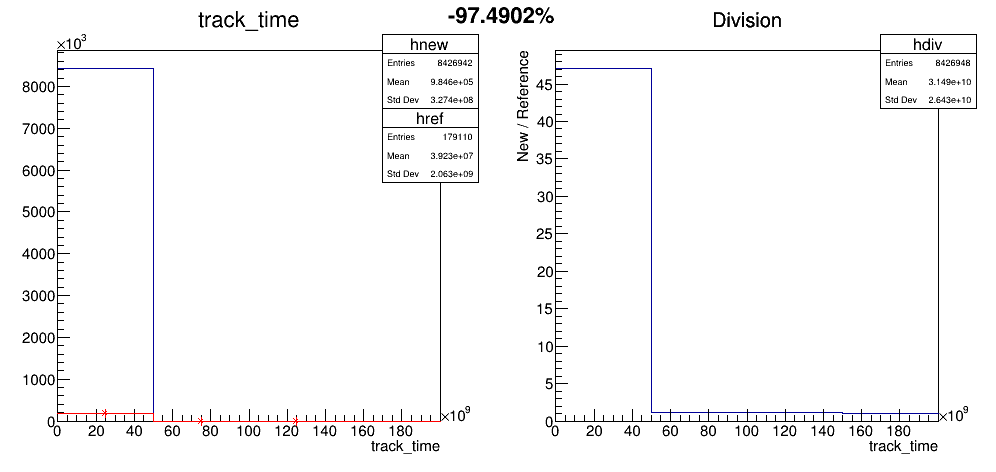 -97.4902%
track_time
×10³
hnew
Entries 8426942
Mean 9.846e+05
Std Dev 3.274e+08
href
Entries 179110
Mean 3.923e+07
Std Dev 2.063e+09
8000
7000
6000
5000
4000
3000
2000
1000
0
0 20 40 60 80 100 120 140 160 180
×10⁹
track_time
Division
hdiv
Entries 8426948
Mean 3.149e+10
Std Dev 2.643e+10
New / Reference
45
40
35
30
25
20
15
10
5
0
0 20 40 60 80 100 120 140 160 180
×10⁹
track_time